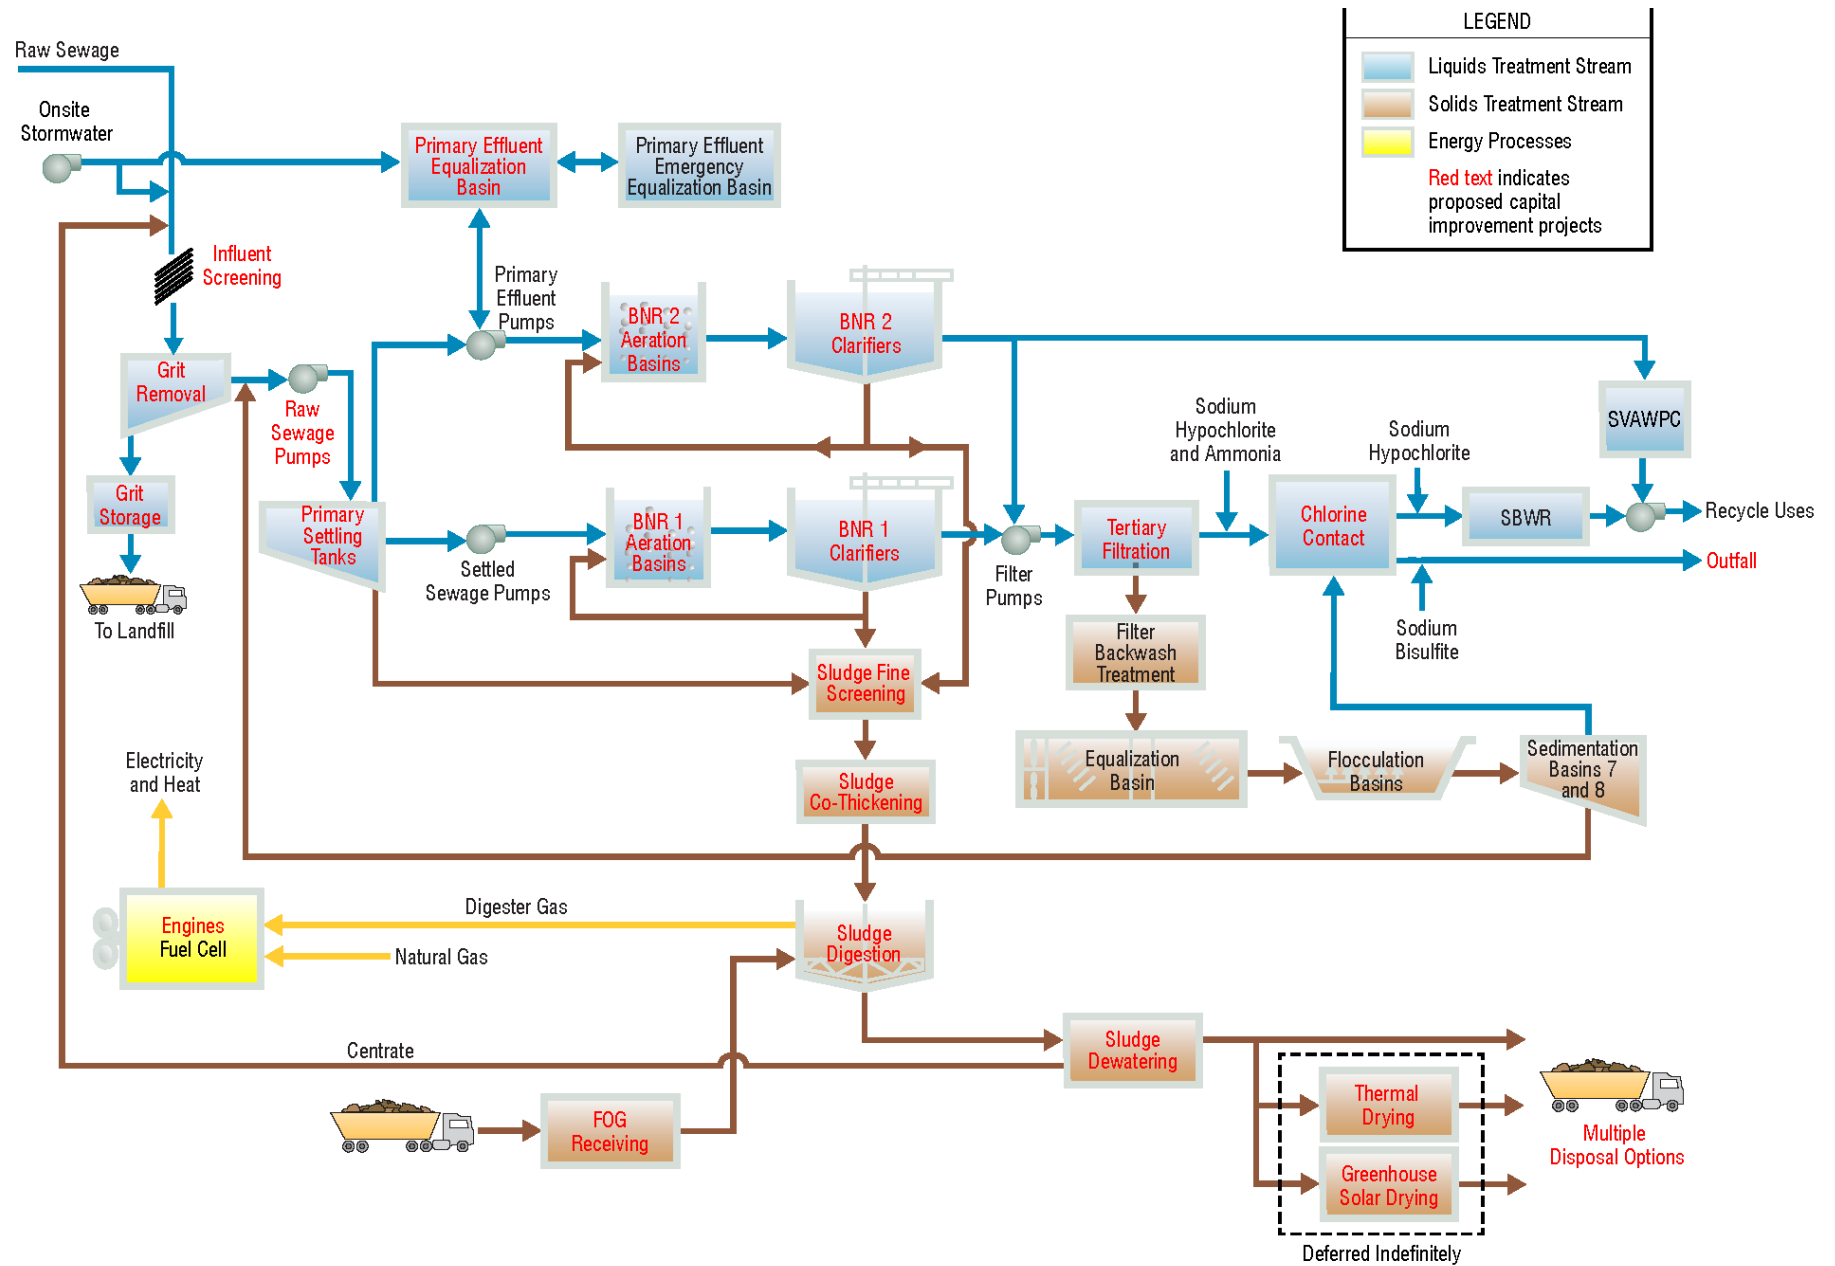 LEGEND
Liquids Treatment Stream
Solids Treatment Stream
Energy Processes
Red text indicates
proposed capital
improvement projects
Raw Sewage
Onsite
Stormwater
Primary Effluent
Equalization
Basin
Primary Effluent
Emergency
Equalization Basin
Influent
Screening
Primary
Effluent
Pumps
BNR 2
Aeration
Basins
BNR 2
Clarifiers
Grit
Removal
Raw
Sewage
Pumps
SVAWPC
Sodium
Hypochlorite
and Ammonia
Sodium
Hypochlorite
Grit
Storage
Primary
Settling
Tanks
Settled
Sewage Pumps
BNR 1
Aeration
Basins
BNR 1
Clarifiers
Filter
Pumps
Tertiary
Filtration
Chlorine
Contact
SBWR
Recycle Uses
Outfall
To Landfill
Sodium
Bisulfite
Filter
Backwash
Treatment
Sludge Fine
Screening
Equalization
Basin
Flocculation
Basins
Sedimentation
Basins 7
and 8
Electricity
and Heat
Sludge
Co-Thickening
Engines
Fuel Cell
Digester Gas
Natural Gas
Sludge
Digestion
Centrate
Sludge
Dewatering
FOG
Receiving
Thermal
Drying
Greenhouse
Solar Drying
Multiple
Disposal Options
Deferred Indefinitely